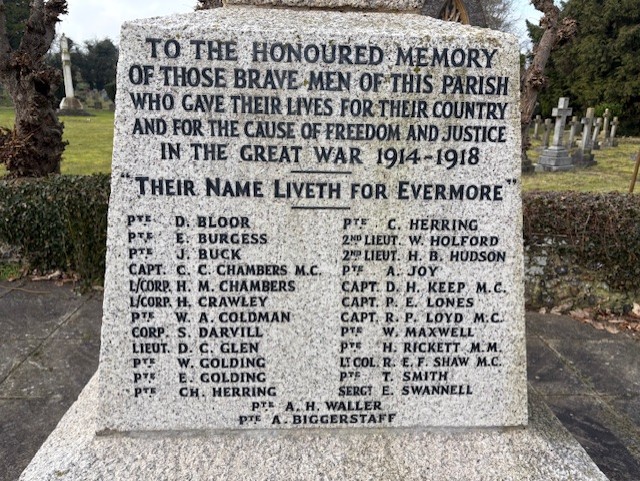 TO THE HONOURED MEMORY
OF THOSE BRAVE MEN OF THIS PARISH
WHO GAVE THEIR LIVES FOR THEIR COUNTRY
AND FOR THE CAUSE OF FREEDOM AND JUSTICE
IN THE GREAT WAR 1914-1918
"THEIR NAME LIVETH FOR EVERMORE"
PTE D. BLOOR
PTE E. BURGESS
PTE J. BUCK
CAPT. C. C. CHAMBERS M.C.
L/CORP. H. M. CHAMBERS
L/CORP. H. CRAWLEY
PTE W. A. COLDMAN
CORP. S. DARVILL
LIEUT. D. C. GLEN
PTE W. GOLDING
PTE E. GOLDING
PTE CH. HERRING
PTE C. HERRING
2ND LIEUT. W. HOLFORD
2ND LIEUT. H. B. HUDSON
PTE A. JOY
CAPT. D. H. KEEP M.C.
CAPT. P. E. LONES
CAPT. R. P. LOYD M.C.
PTE W. MAXWELL
PTE H. RICKETT M.M.
LT COL. R. E. F. SHAW M.C.
PTE T. SMITH
SERGT E. SWANNELL
PTE A. H. WALLER
PTE A. BIGGERSTAFF